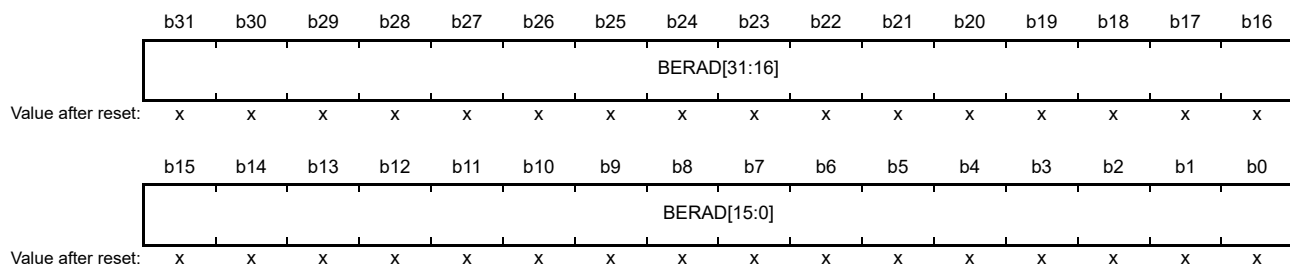 b31 b30 b29 b28 b27 b26 b25 b24 b23 b22 b21 b20 b19 b18 b17 b16
BERAD[31:16]
Value after reset: x x x x x x x x x x x x x x x x
b15 b14 b13 b12 b11 b10 b9 b8 b7 b6 b5 b4 b3 b2 b1 b0
BERAD[15:0]
Value after reset: x x x x x x x x x x x x x x x x